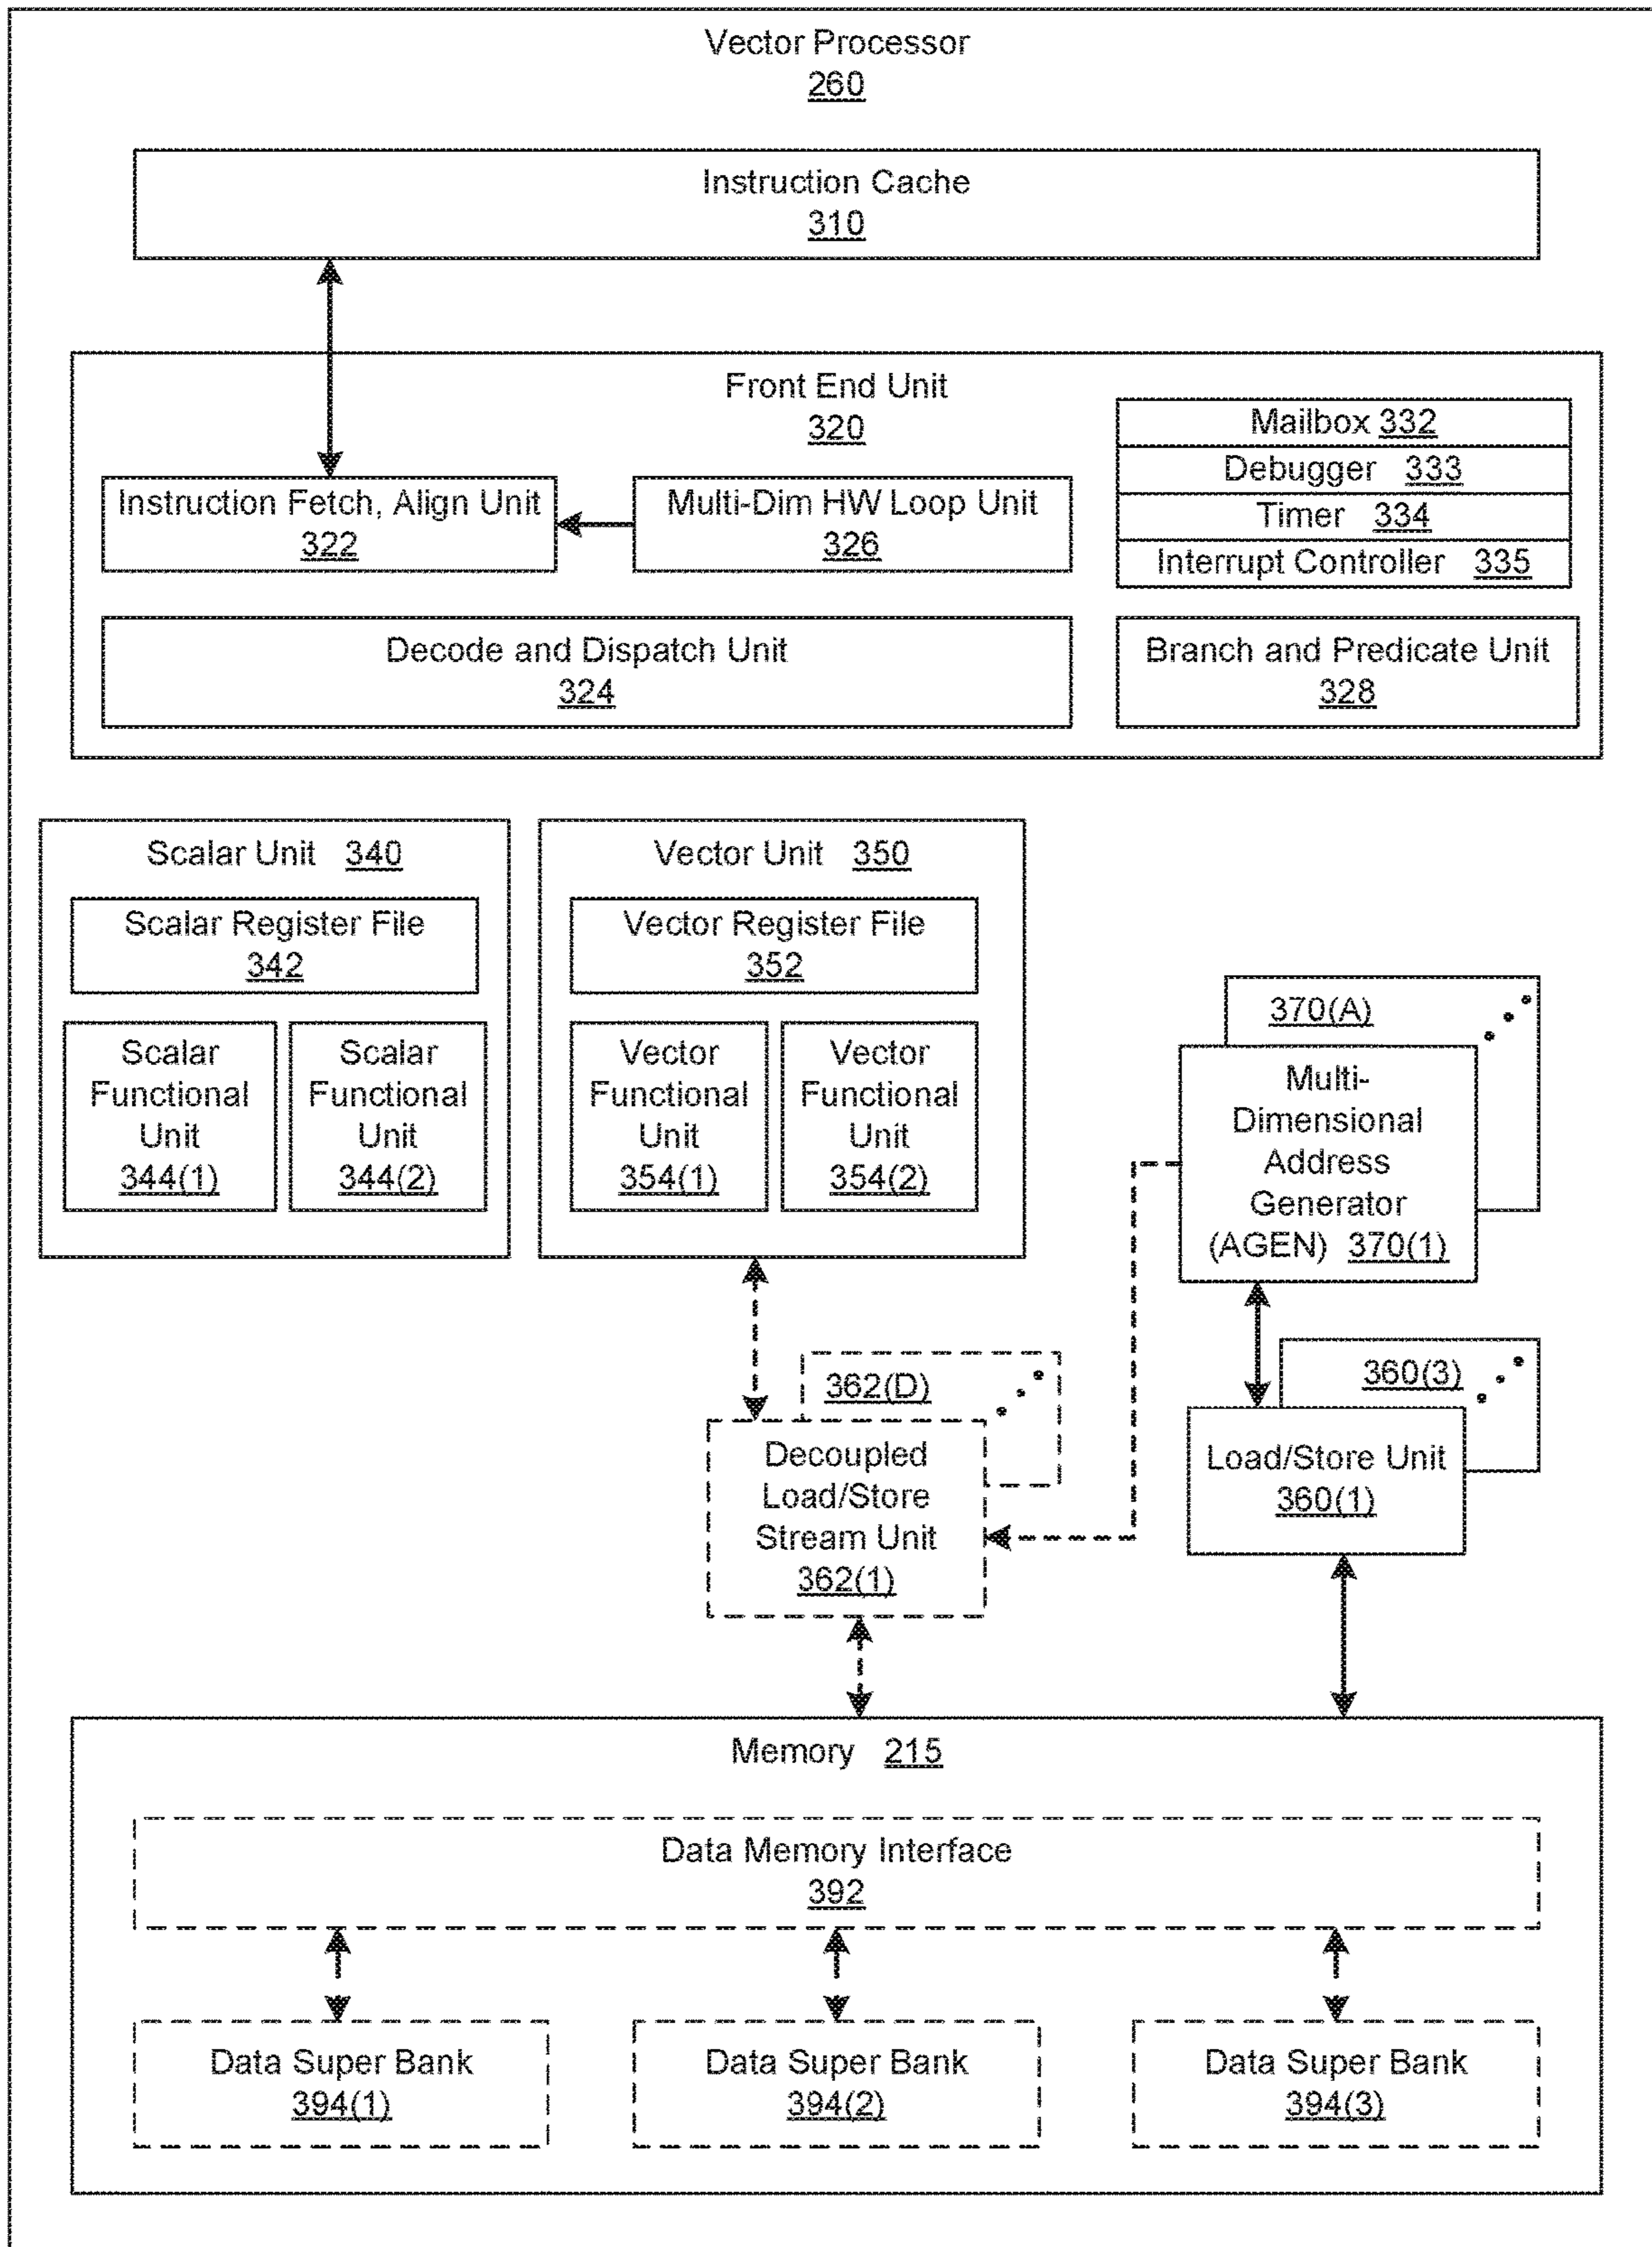 Vector Processor
260
Instruction Cache
310
Front End Unit
320
Mailbox 332
Debugger 333
Timer 334
Interrupt Controller 335
Instruction Fetch, Align Unit
322
Multi-Dim HW Loop Unit
326
Decode and Dispatch Unit
324
Branch and Predicate Unit
328
Scalar Unit 340
Scalar Register File
342
Scalar
Functional
Unit
344(1)
Scalar
Functional
Unit
344(2)
Vector Unit 350
Vector Register File
352
Vector
Functional
Unit
354(1)
Vector
Functional
Unit
354(2)
370(A)
Multi-
Dimensional
Address
Generator
(AGEN) 370(1)
362(D)
Decoupled
Load/Store
Stream Unit
362(1)
360(3)
Load/Store Unit
360(1)
Memory 215
Data Memory Interface
392
Data Super Bank
394(1)
Data Super Bank
394(2)
Data Super Bank
394(3)